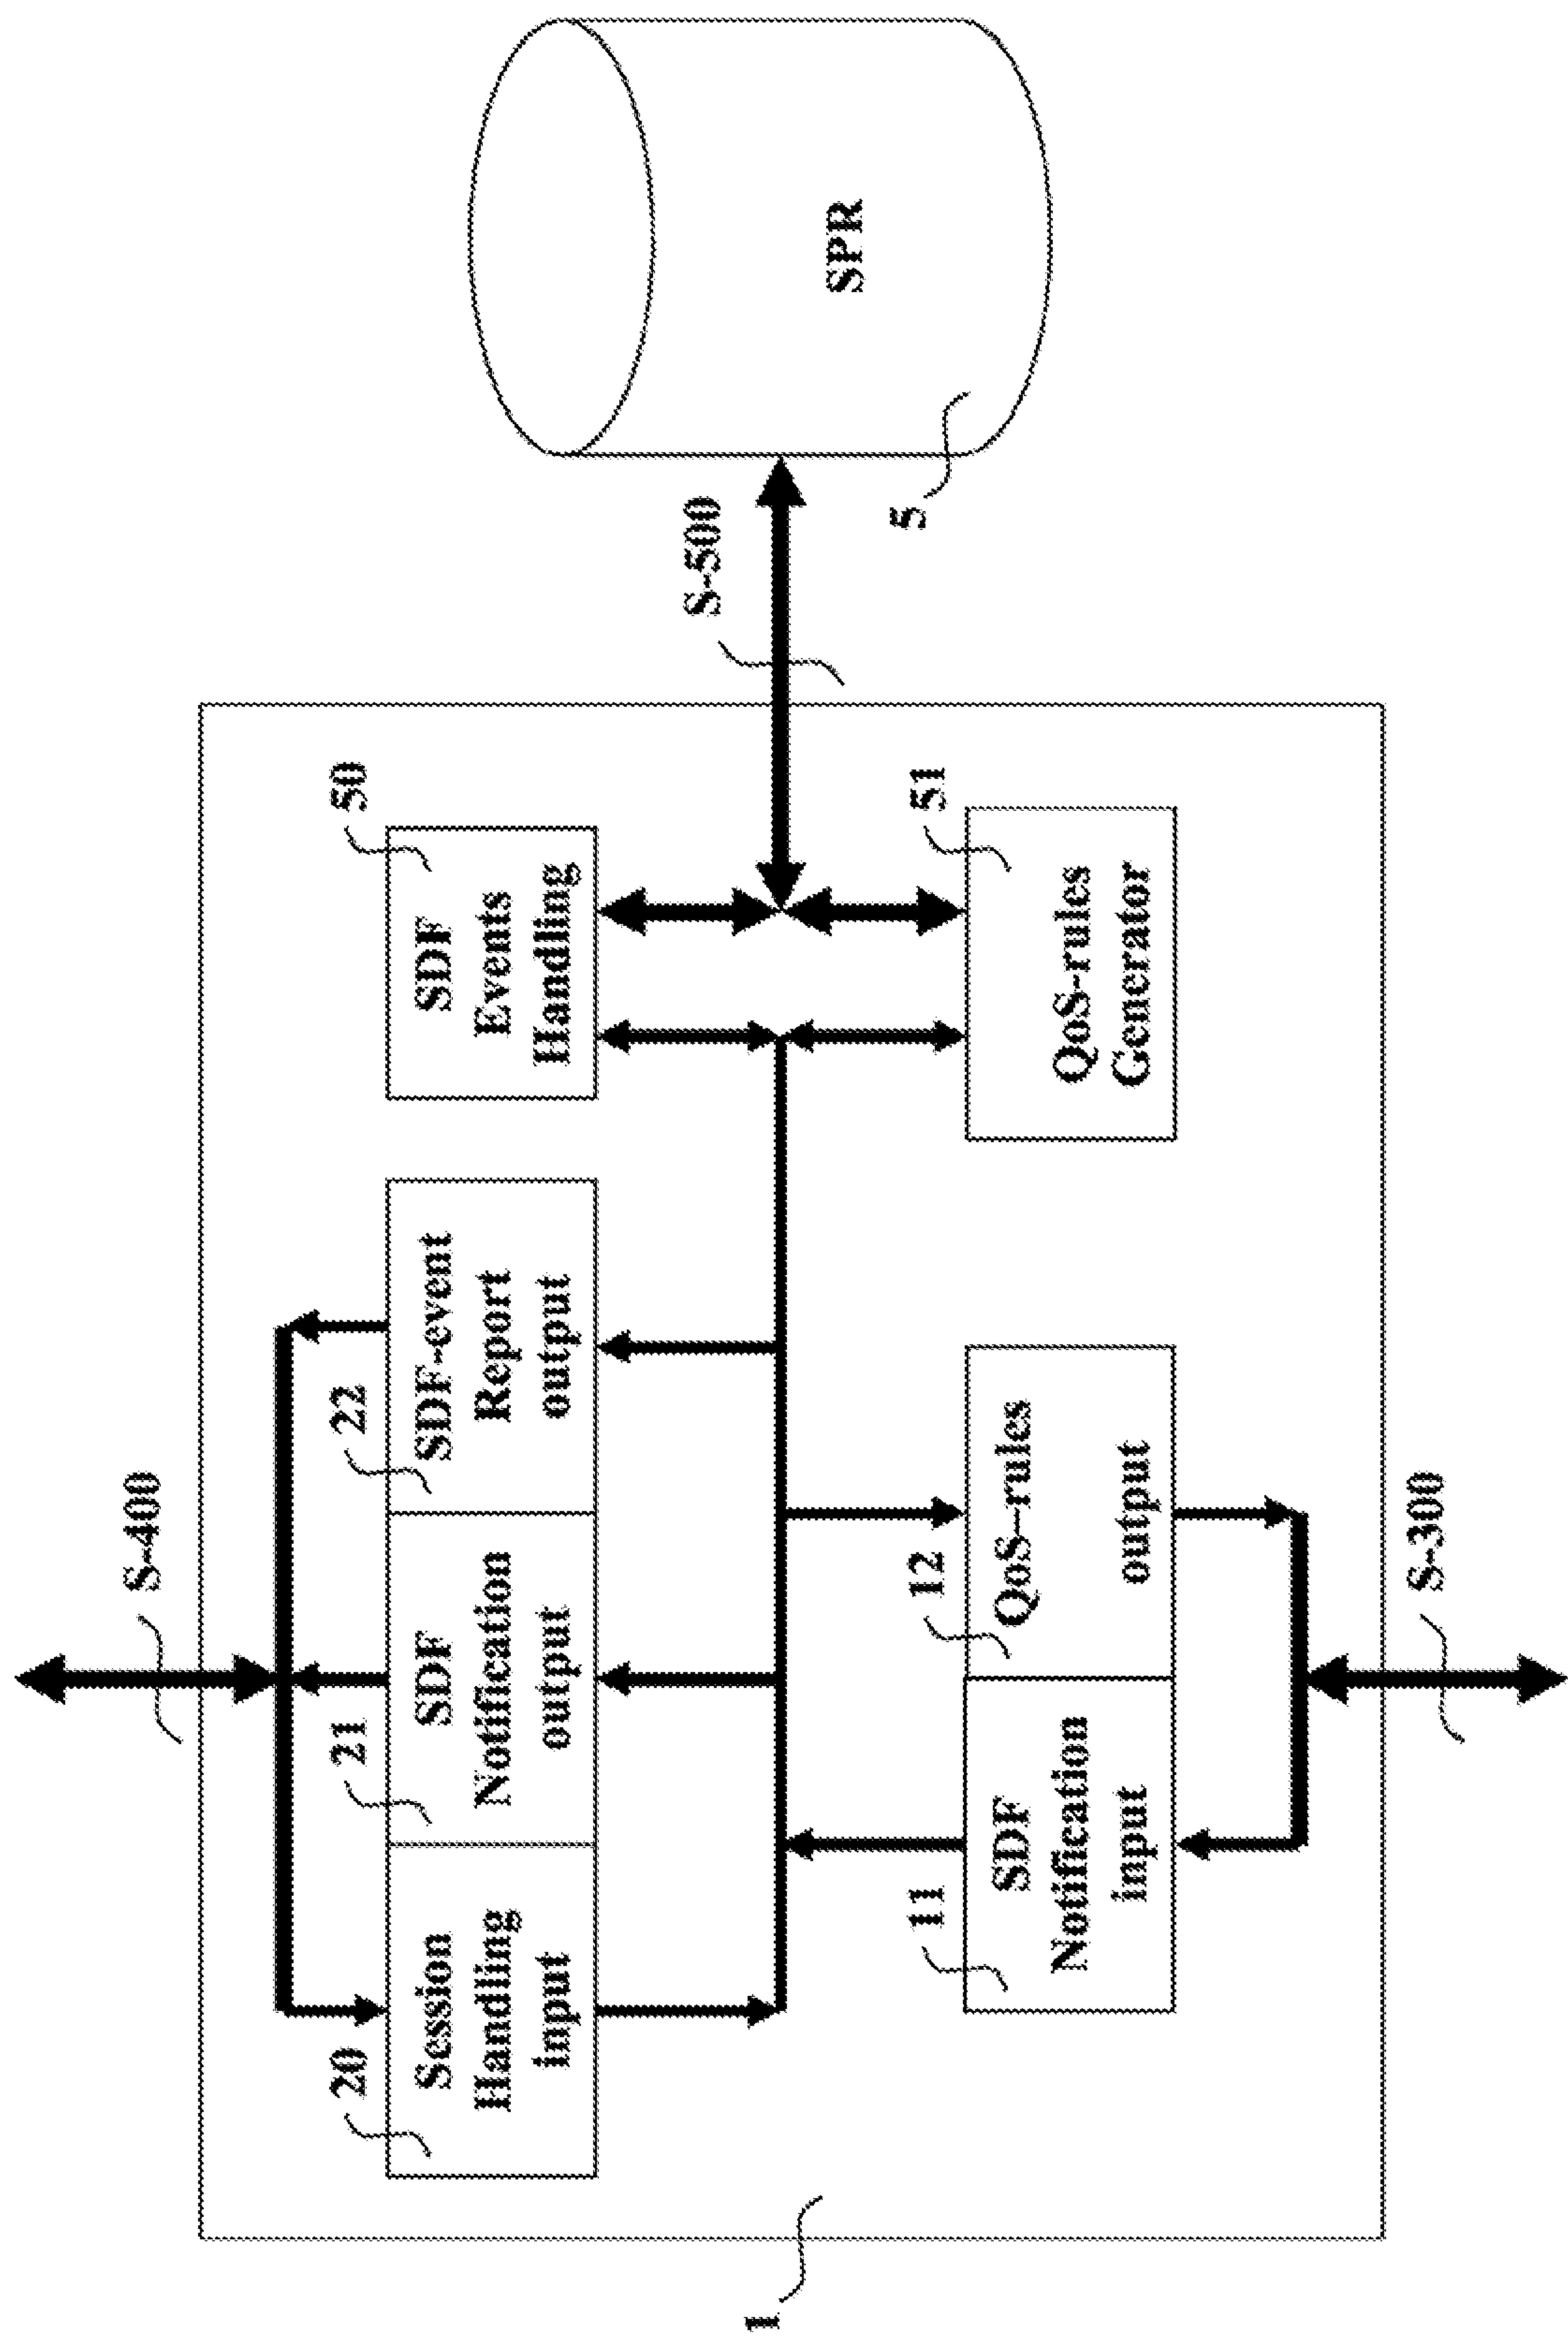 S-400
20
21
22
50
Session
Handling
input
SDF
Notification
output
SDF-event
Report
output
SDF
Events
Handling
S-500
SPR
5
1
11
12
51
SDF
Notification
input
QoS-rules
output
QoS-rules
Generator
S-300